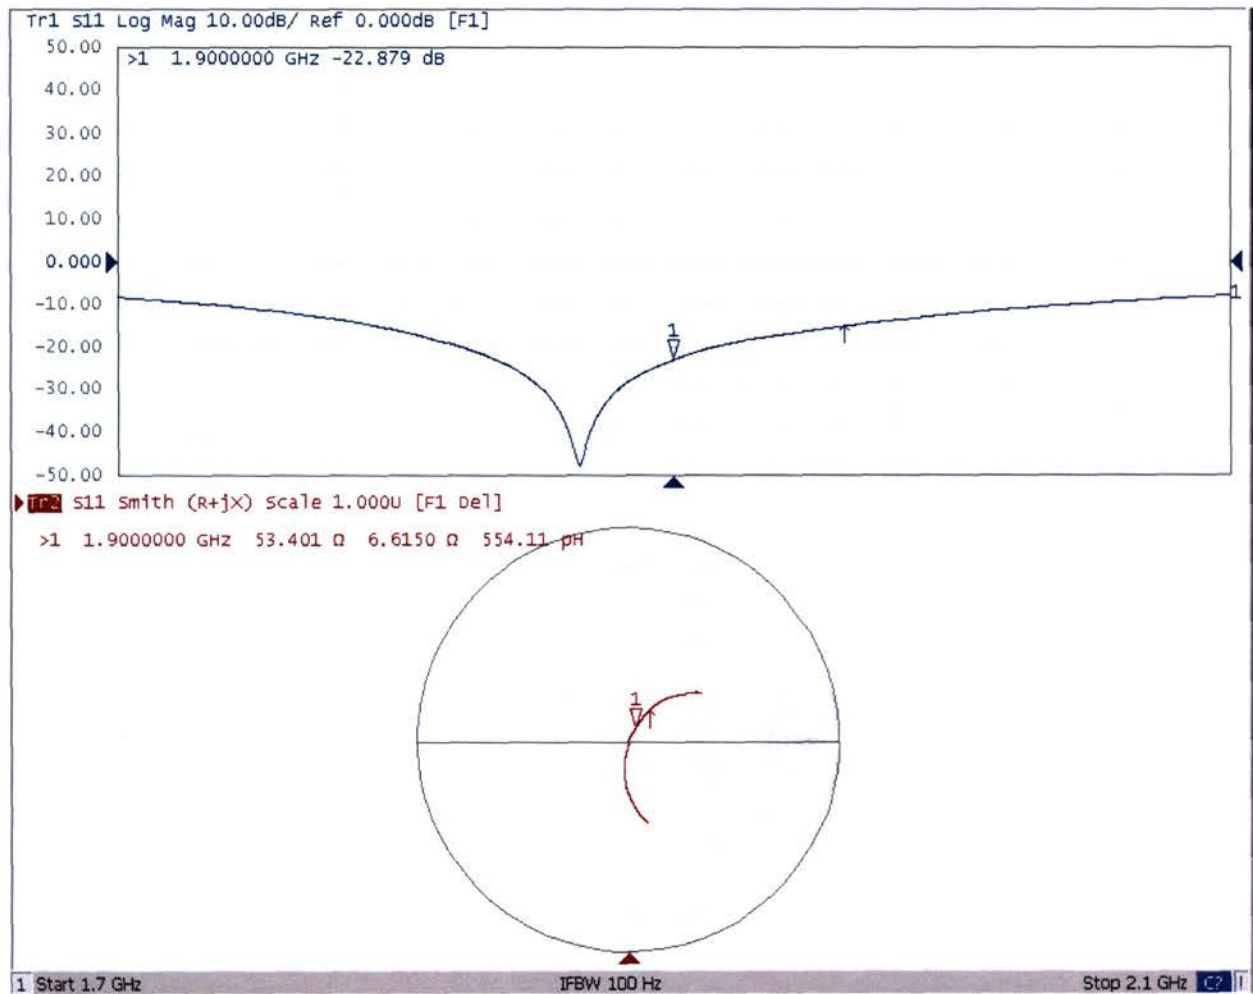 Tr1 S11 Log Mag 10.00dB/ Ref 0.000dB [F1]
50.00
>1 1.9000000 GHz -22.879 dB
40.00
30.00
20.00
10.00
0.000
-10.00
1
1
-20.00
-30.00
-40.00
-50.00
Tr2 S11 Smith (R+jX) Scale 1.000U [F1 Del]
>1 1.9000000 GHz 53.401 Ω 6.6150 Ω 554.11 pH
1
1 Start 1.7 GHz IFBW 100 Hz Stop 2.1 GHz